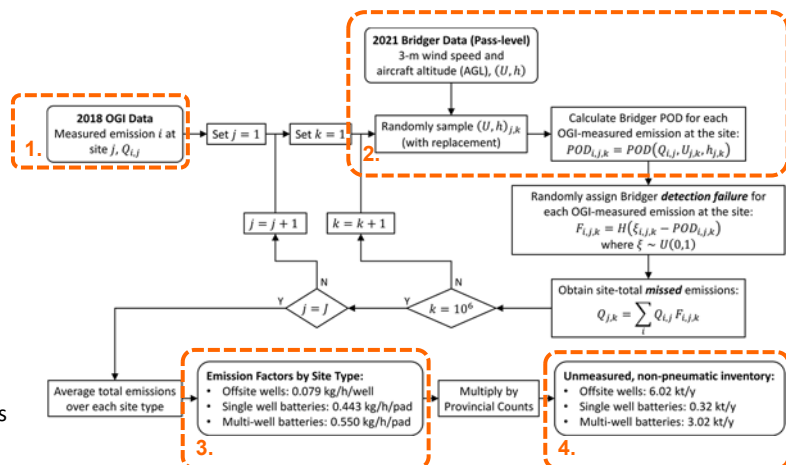 2021 Bridger Data (Pass-level)
3-m wind speed and
aircraft altitude (AGL), (U, h)
1.
2018 OGI Data
Measured emission i at
site j, Q_{i,j}
Set j = 1
Set k = 1
2.
Randomly sample (U, h)_{j,k}
(with replacement)
Calculate Bridger POD for each
OGI-measured emission at the site:
POD_{i,j,k} = POD(Q_{i,j}, U_{j,k}, h_{j,k})
Randomly assign Bridger detection failure for
each OGI-measured emission at the site:
F_{i,j,k} = H(ξ_{i,j,k} − POD_{i,j,k})
where ξ ~ U(0,1)
j = j + 1
k = k + 1
N
N
Y
j = J
Y
k = 10⁶
Obtain site-total missed emissions:
Q_{j,k} = ∑_i Q_{i,j} F_{i,j,k}
s
Average total emissions
over each site type
3.
Emission Factors by Site Type:
• Offsite wells: 0.079 kg/h/well
• Single well batteries: 0.443 kg/h/pad
• Multi-well batteries: 0.550 kg/h/pad
Multiply by
Provincial Counts
4.
Unmeasured, non-pneumatic inventory:
• Offsite wells: 6.02 kt/y
• Single well batteries: 0.32 kt/y
• Multi-well batteries: 3.02 kt/y